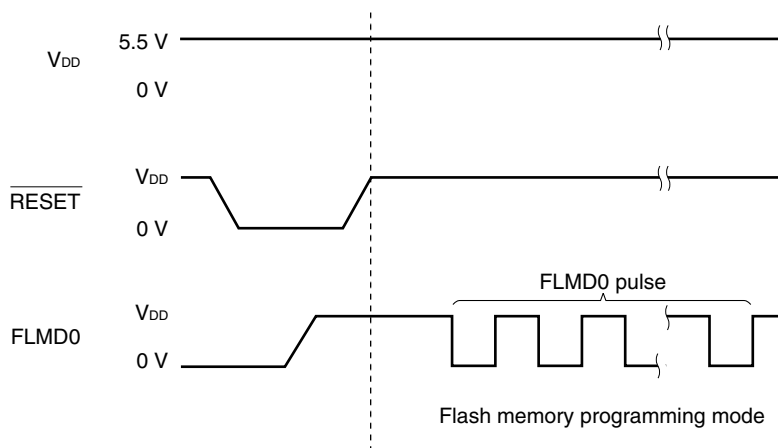 5.5 V
VDD
0 V
VDD
RESET
0 V
FLMD0 pulse
VDD
FLMD0
0 V
Flash memory programming mode